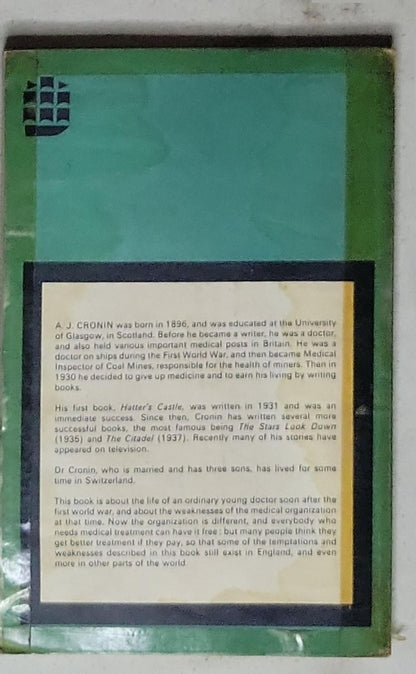 A. J. CRONIN was born in 1896, and was educated at the University
of Glasgow, in Scotland. Before he became a writer, he was a doctor,
and also held various important medical posts in Britain. He was a
doctor on ships during the First World War, and then became Medical
Inspector of Coal Mines, responsible for the health of miners. Then in
1930 he decided to give up medicine and to earn his living by writing
books.
His first book, Hatter's Castle, was written in 1931 and was an
immediate success. Since then, Cronin has written several more
successful books, the most famous being The Stars Look Down
(1935) and The Citadel (1937). Recently many of his stories have
appeared on television.
Dr Cronin, who is married and has three sons, has lived for some
time in Switzerland.
This book is about the life of an ordinary young doctor soon after the
first world war, and about the weaknesses of the medical organization
at that time. Now the organization is different, and everybody who
needs medical treatment can have it free: but many people think they
get better treatment if they pay, so that some of the temptations and
weaknesses described in this book still exist in England, and even
more in other parts of the world.